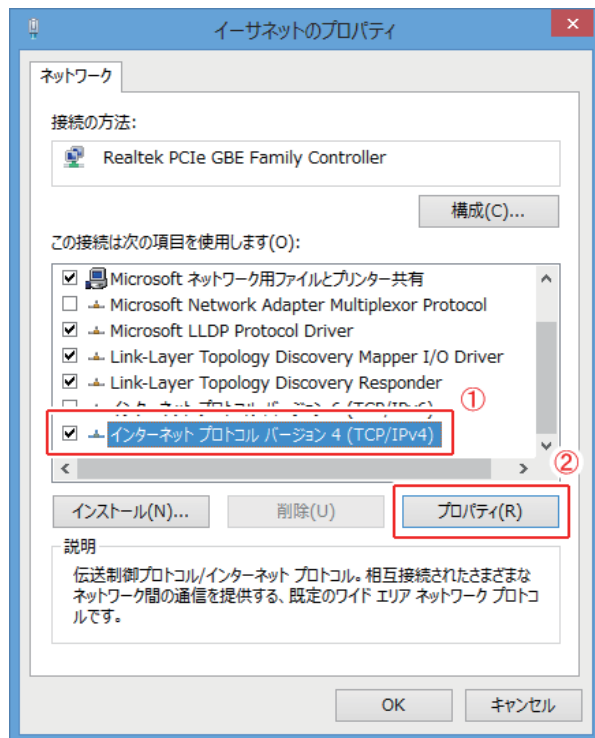 イーサネットのプロパティ
ネットワーク
接続の方法:
Realtek PCIe GBE Family Controller
構成(C)...
この接続は次の項目を使用します(O):
Microsoft ネットワーク用ファイルとプリンター共有
Microsoft Network Adapter Multiplexor Protocol
Microsoft LLDP Protocol Driver
Link-Layer Topology Discovery Mapper I/O Driver
Link-Layer Topology Discovery Responder
①
インターネット プロトコル バージョン 4 (TCP/IPv4)
②
インストール(N)...
削除(U)
プロパティ(R)
説明
伝送制御プロトコル/インターネット プロトコル。相互接続されたさまざまな
ネットワーク間の通信を提供する、既定のワイド エリア ネットワーク プロトコ
ルです。
OK
キャンセル